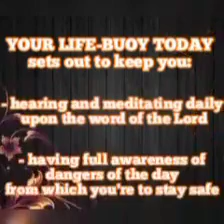 YOUR LIFE-BUOY TODAY
sets out to keep you:
- hearing and meditating daily
upon the word of the Lord
- having full awareness of
dangers of the day
from which you're to stay safe